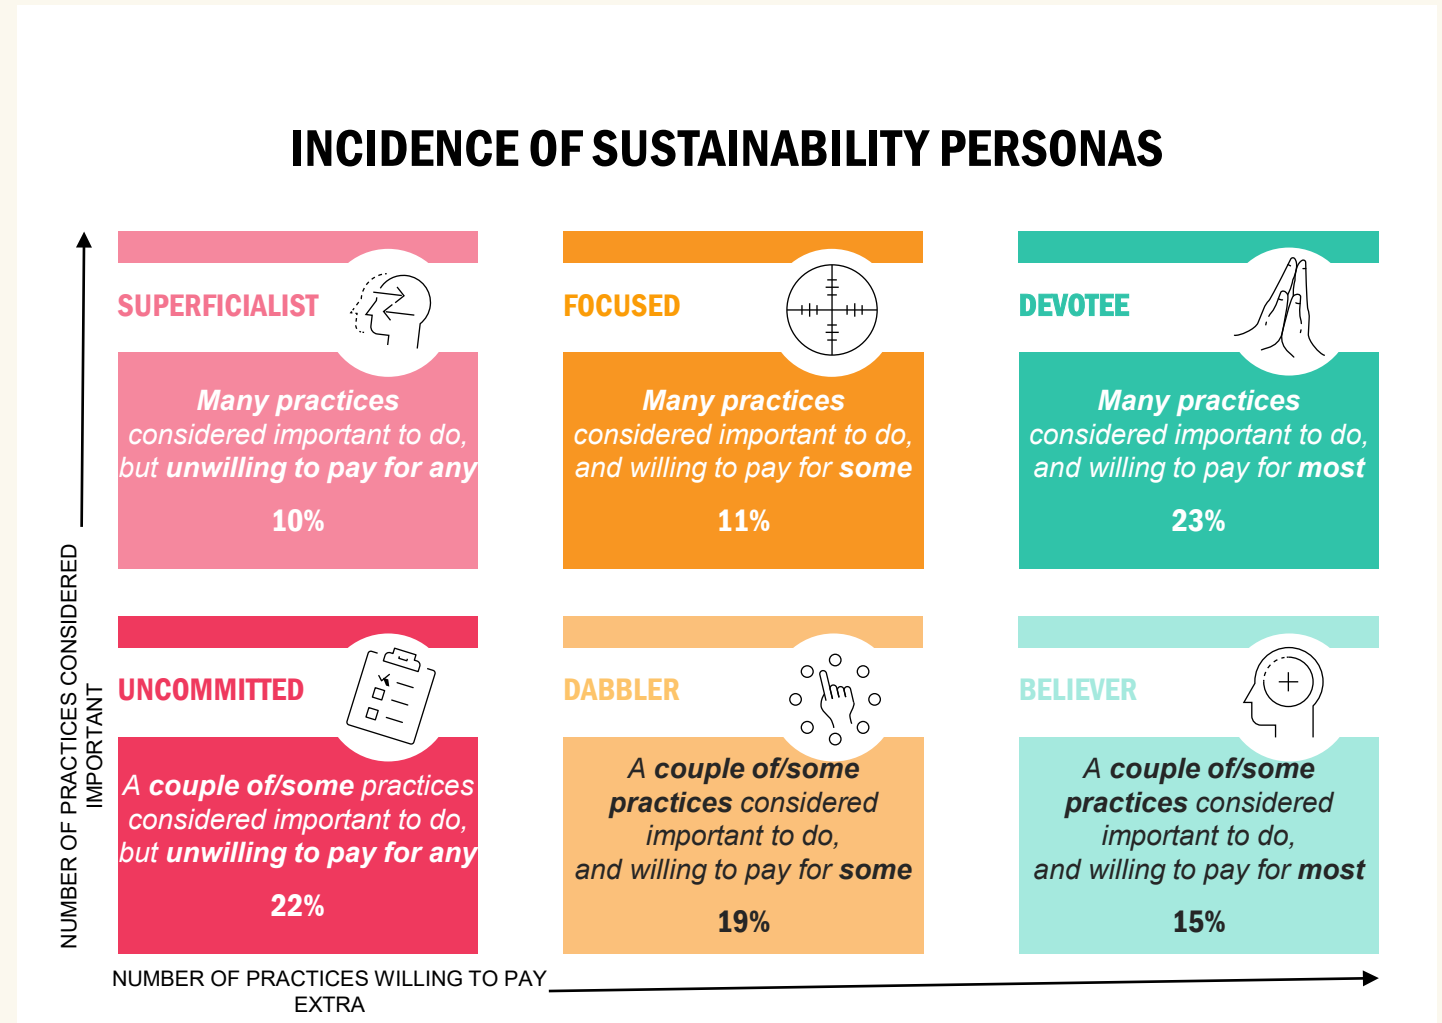 INCIDENCE OF SUSTAINABILITY PERSONAS
SUPERFICIALIST
Many practices
considered important to do,
but unwilling to pay for any
10%
FOCUSED
Many practices
considered important to do,
and willing to pay for some
11%
DEVOTEE
Many practices
considered important to do,
and willing to pay for most
23%
UNCOMMITTED
A couple of/some practices
considered important to do,
but unwilling to pay for any
22%
DABBLER
A couple of/some
practices considered
important to do,
and willing to pay for some
19%
BELIEVER
A couple of/some
practices considered
important to do,
and willing to pay for most
15%
NUMBER OF PRACTICES CONSIDERED
IMPORTANT
NUMBER OF PRACTICES WILLING TO PAY
EXTRA